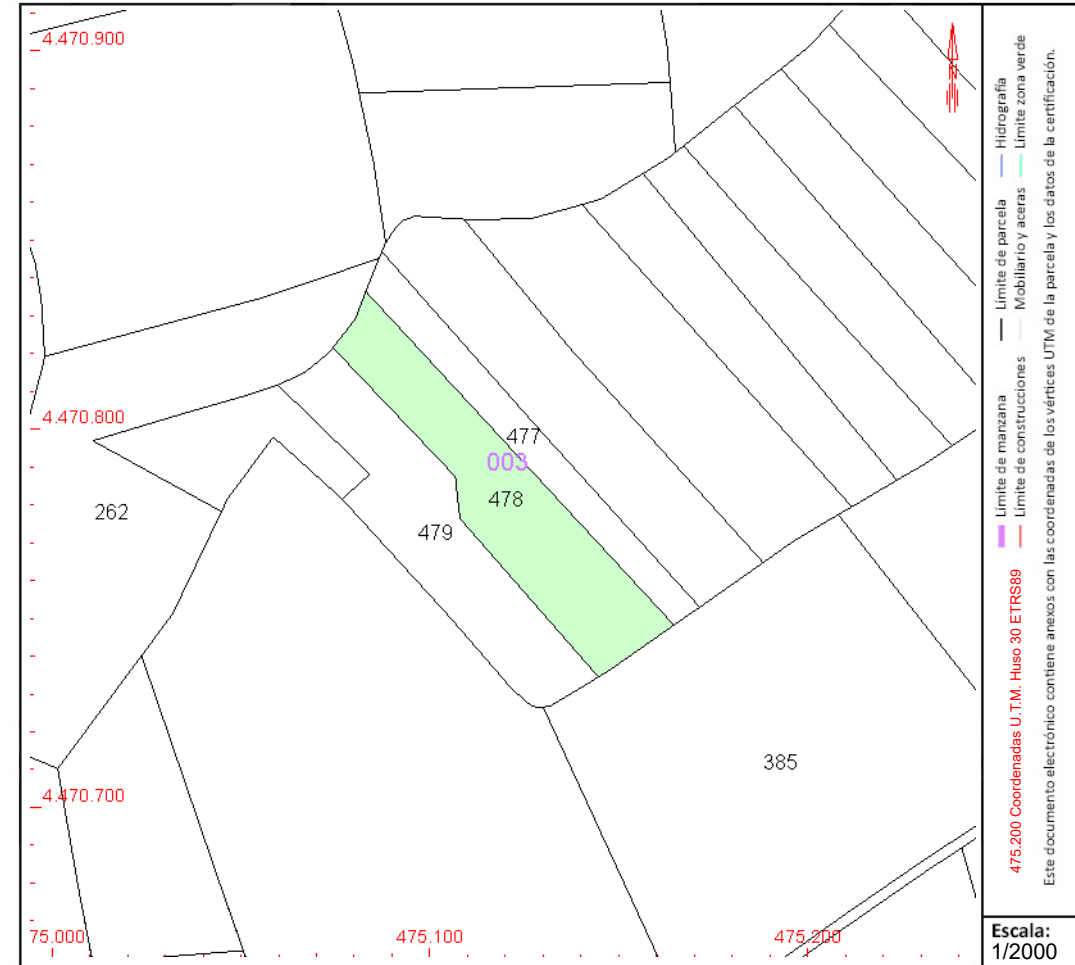 4.470.900
4.470.800
477
003
478
262
479
385
4.470.700
75.000
475.100
475.200
475.200 Coordenadas U.T.M. Huso 30 ETRS89
Límite de manzana
Límite de parcela
Hidrografía
Límite de construcciones
Mobiliario y aceras
Límite zona verde
Este documento electrónico contiene anexos con las coordenadas de los vértices UTM de la parcela y los datos de la certificación.
Escala:
1/2000